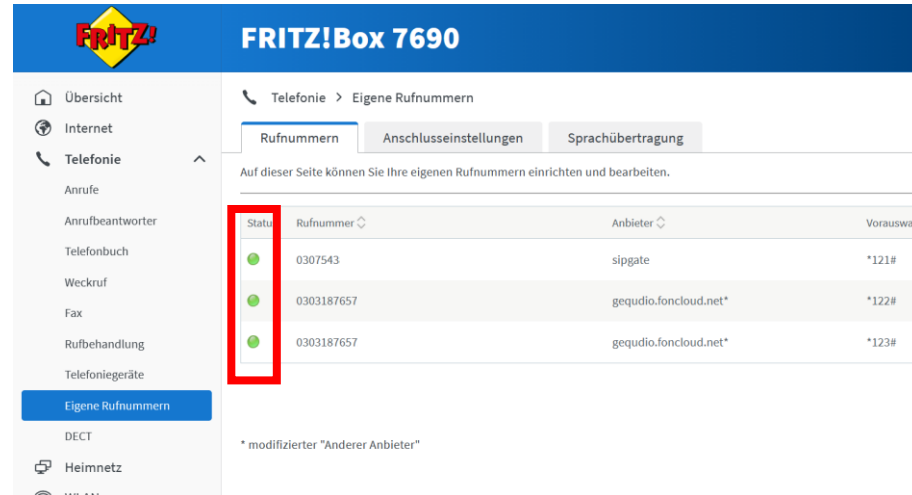 FRITZ!
FRITZ!Box 7690
Übersicht
Internet
Telefonie
Anrufe
Anrufbeantworter
Telefonbuch
Weckruf
Fax
Rufbehandlung
Telefoniegeräte
Eigene Rufnummern
DECT
Heimnetz
Telefonie > Eigene Rufnummern
Rufnummern Anschlusseinstellungen Sprachübertragung
Auf dieser Seite können Sie Ihre eigenen Rufnummern einrichten und bearbeiten.
Statu Rufnummer Anbieter Vorauswa
0307543 sipgate *121#
0303187657 gequdio.foncloud.net* *122#
0303187657 gequdio.foncloud.net* *123#
* modifizierter "Anderer Anbieter"